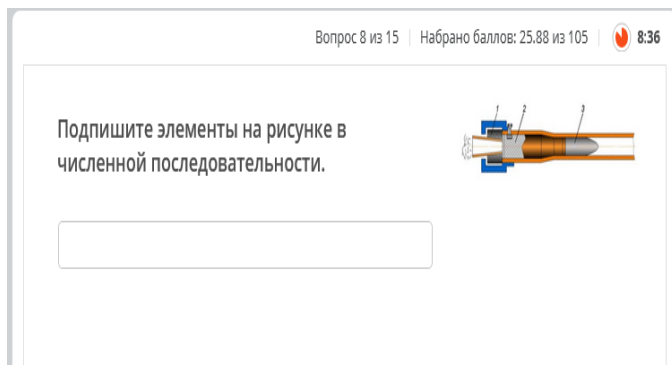 Вопрос 8 из 15 | Набрано баллов: 25.88 из 105 | 8:36
Подпишите элементы на рисунке в
численной последовательности.
1 2 3